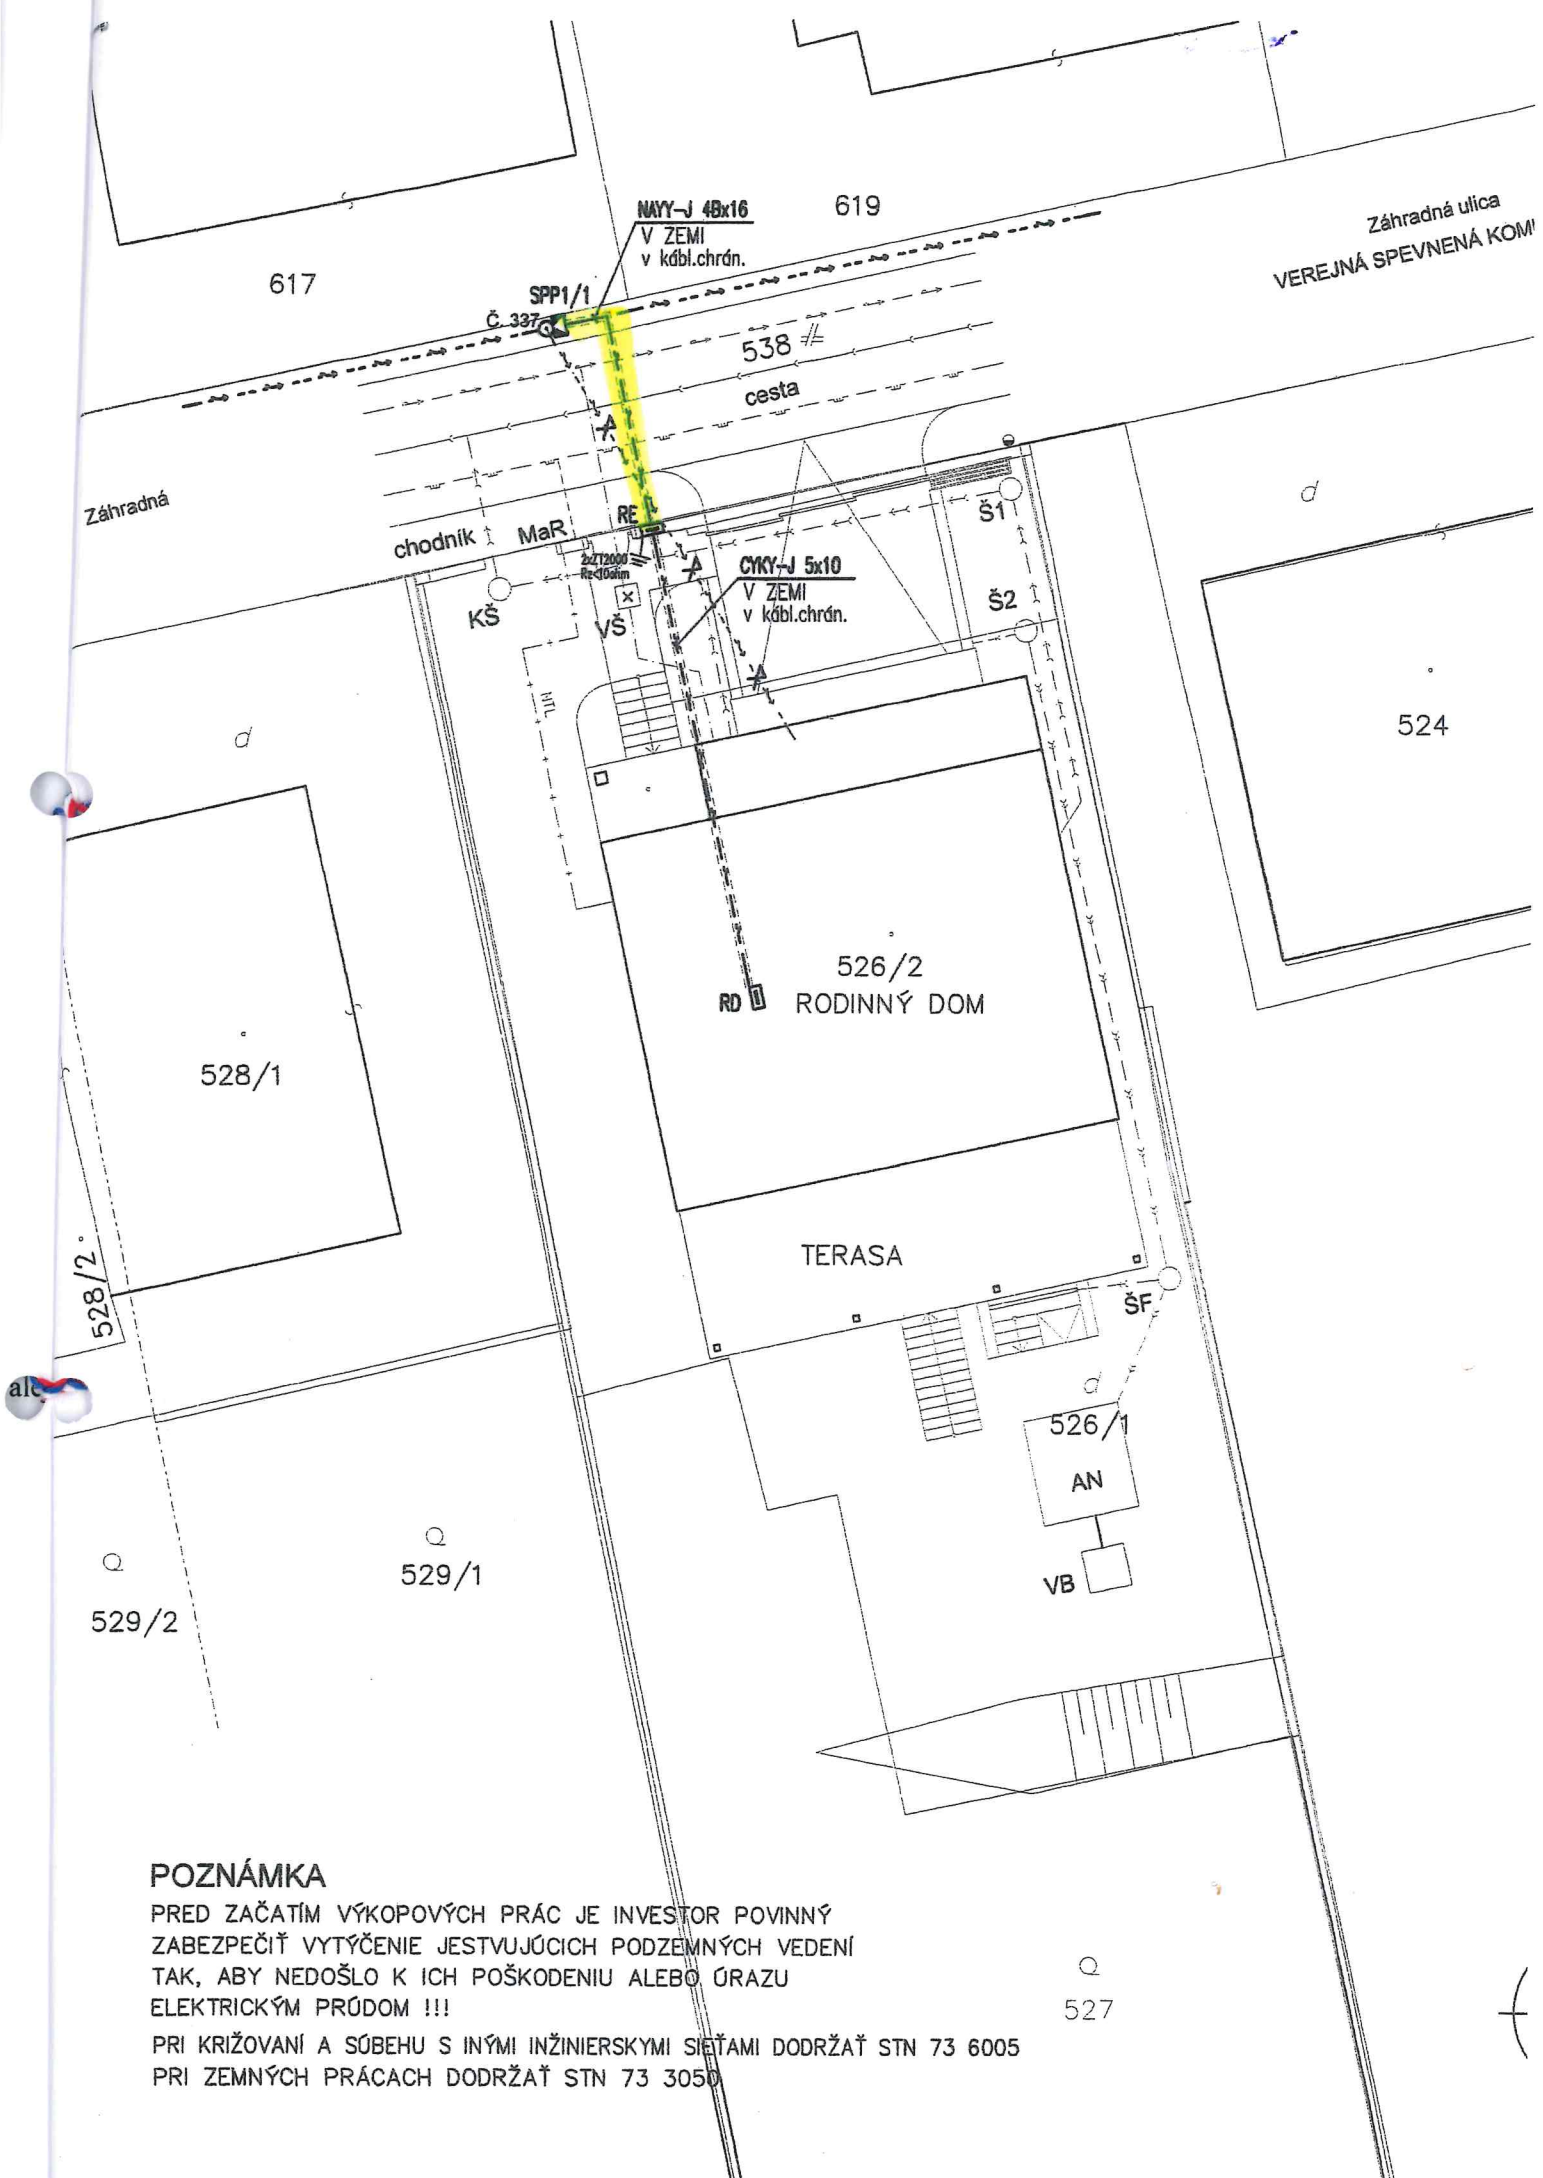 619
Záhradná ulica
VEREJNÁ SPEVNENÁ KOM
NAYY-J 4Bx16
V ZEMI
v kábl.chrán.
617
SPP1/1
Č. 337
538
cesta
Záhradná
chodník
MaR
RE
2xZT2000
Rz<10ohm
CYKY-J 5x10
V ZEMI
v kábl.chrán.
Š1
Š2
KŠ
VŠ
NTL
524
526/2
RODINNÝ DOM
RD
528/1
528/2
TERASA
ŠF
526/1
AN
VB
529/1
529/2
POZNÁMKA
PRED ZAČATÍM VÝKOPOVÝCH PRÁC JE INVESTOR POVINNÝ
ZABEZPEČIŤ VYTÝČENIE JESTVUJÚCICH PODZEMNÝCH VEDENÍ
TAK, ABY NEDOŠLO K ICH POŠKODENIU ALEBO ÚRAZU
ELEKTRICKÝM PRÚDOM !!!
PRI KRIŽOVANÍ A SÚBEHU S INÝMI INŽINIERSKYMI SIEŤAMI DODRŽAŤ STN 73 6005
PRI ZEMNÝCH PRÁCACH DODRŽAŤ STN 73 3050
527